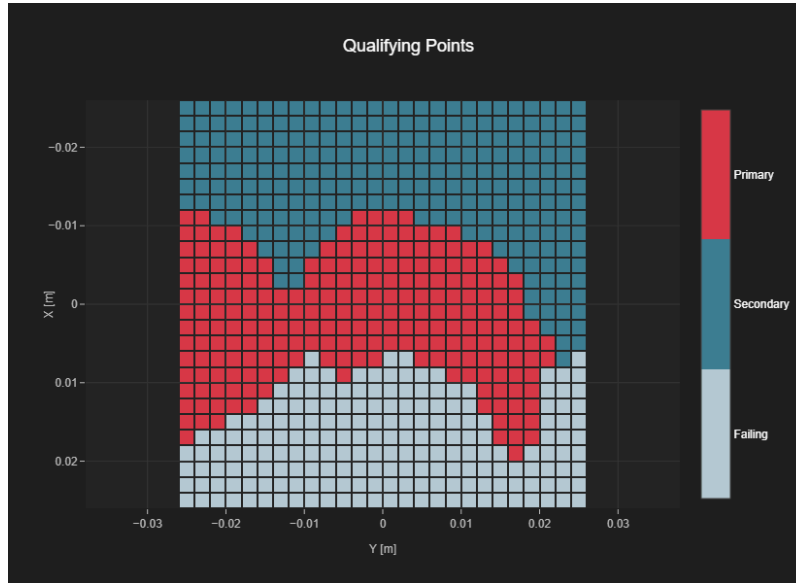 Qualifying Points
−0.02
−0.01
0
0.01
0.02
X [m]
−0.03
−0.02
−0.01
0
0.01
0.02
0.03
Y [m]
Primary
Secondary
Failing